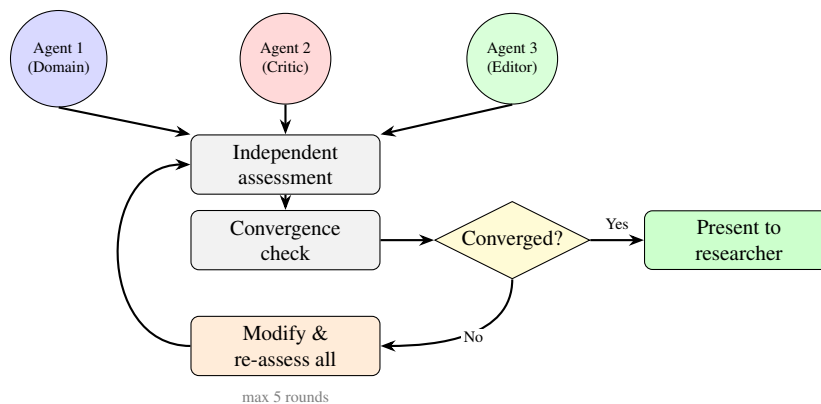 Agent 1
(Domain)
Agent 2
(Critic)
Agent 3
(Editor)
Independent
assessment
Convergence
check
Converged?
Yes
Present to
researcher
No
Modify &
re-assess all
max 5 rounds